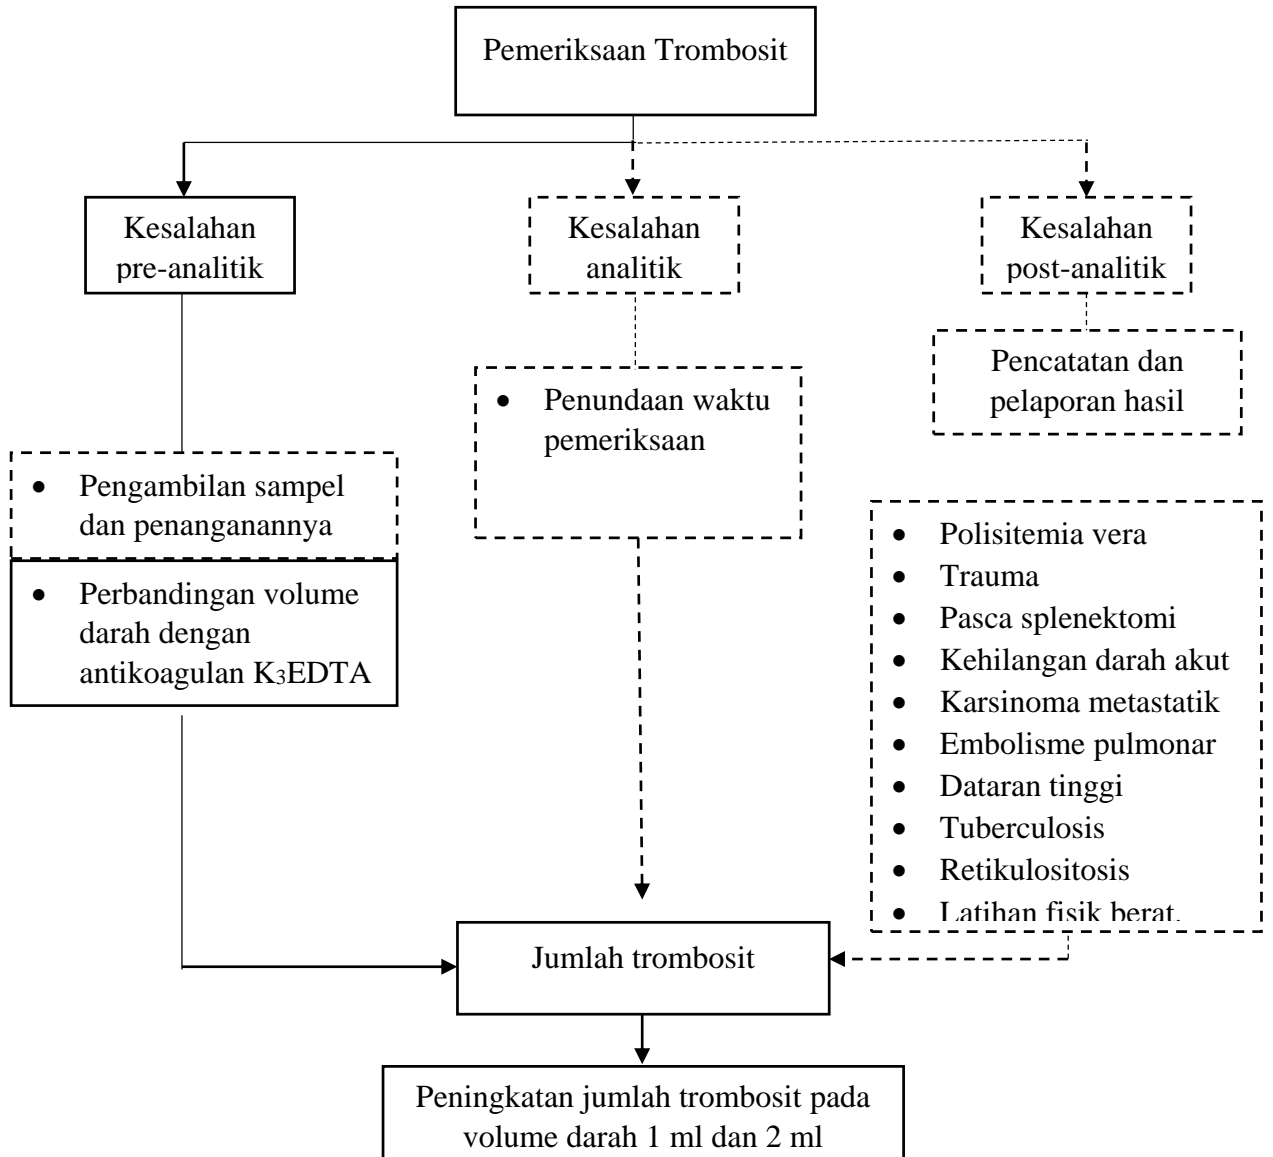 Pemeriksaan Trombosit
Kesalahan
pre-analitik
Kesalahan
analitik
Kesalahan
post-analitik
Pencatatan dan
pelaporan hasil
• Penundaan waktu
pemeriksaan
• Pengambilan sampel
dan penanganannya
• Perbandingan volume
darah dengan
antikoagulan K₃EDTA
• Polisitemia vera
• Trauma
• Pasca splenektomi
• Kehilangan darah akut
• Karsinoma metastatik
• Embolisme pulmonar
• Dataran tinggi
• Tuberculosis
• Retikulositosis
• Latihan fisik berat.
Jumlah trombosit
Peningkatan jumlah trombosit pada
volume darah 1 ml dan 2 ml